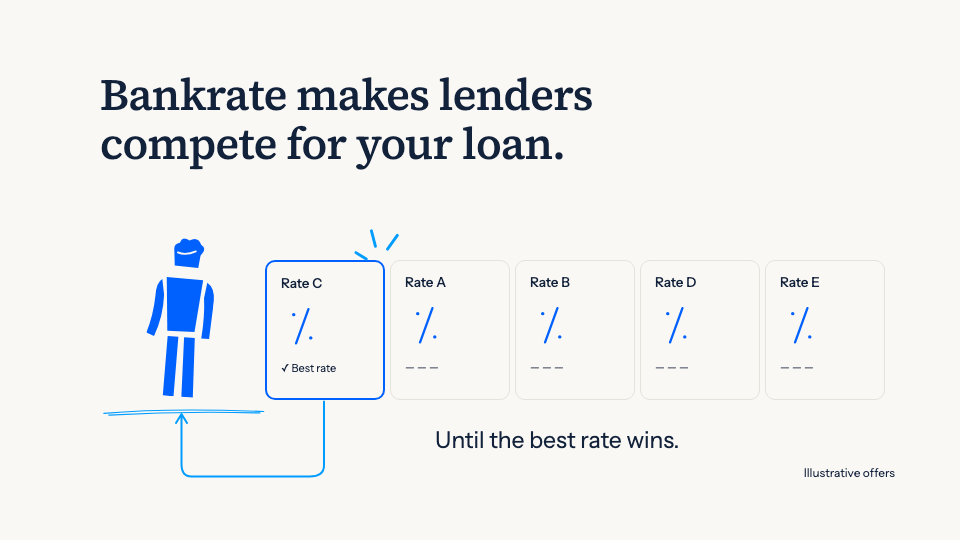 Bankrate makes lenders
compete for your loan.
Rate C
Rate A
Rate B
Rate D
Rate E
%
%
%
%
%
✓ Best rate
– – –
– – –
– – –
– – –
Until the best rate wins.
Illustrative offers